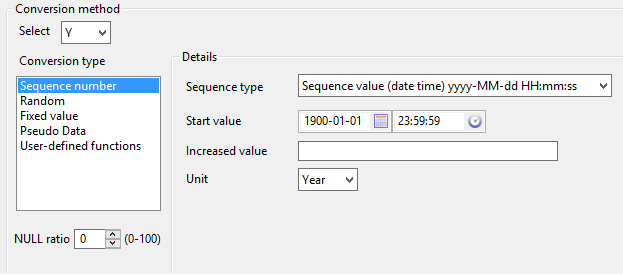 Conversion method
Select Y
Conversion type
Sequence number
Random
Fixed value
Pseudo Data
User-defined functions
NULL ratio 0 (0-100)
Details
Sequence type Sequence value (date time) yyyy-MM-dd HH:mm:ss
Start value 1900-01-01 23:59:59
Increased value
Unit Year